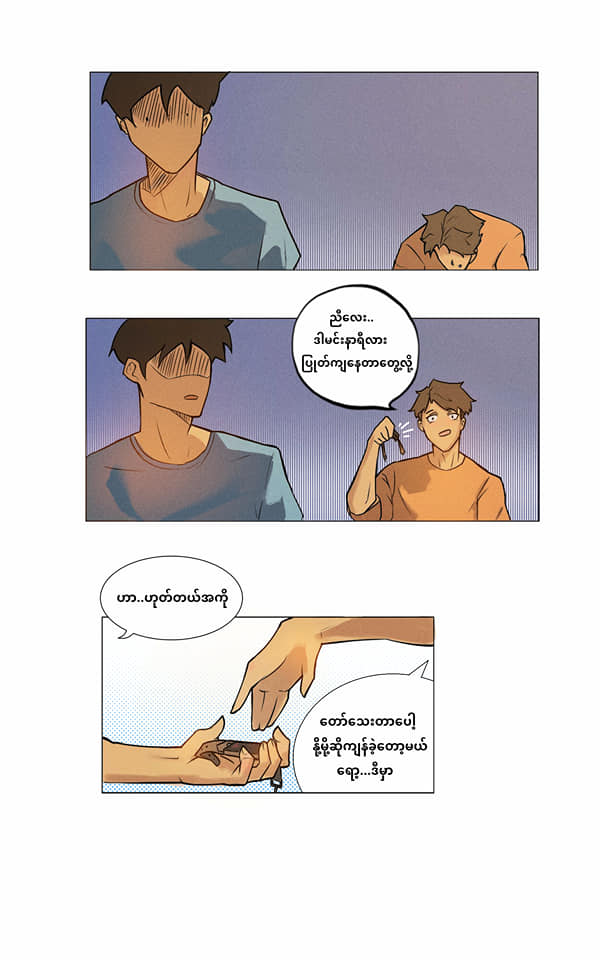 ညီလေး..
ဒါမင်းနာရီလား
ပြုတ်ကျနေတာတွေ့လို့
ဟာ..ဟုတ်တယ်အကို
တော်သေးတာပေါ့
နို့မို့ဆိုကျန်ခဲ့တော့မယ်
ရော့...ဒီမှာ